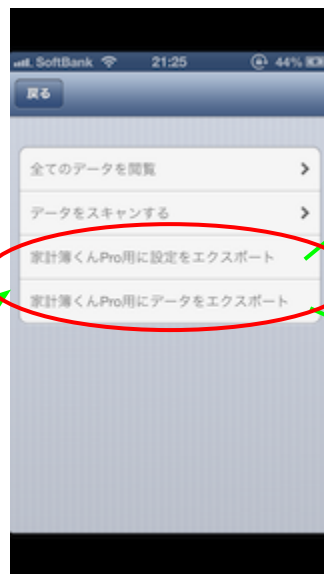 SoftBank 21:25 44%
戻る
全てのデータを閲覧
データをスキャンする
家計簿くんPro用に設定をエクスポート
家計簿くんPro用にデータをエクスポート